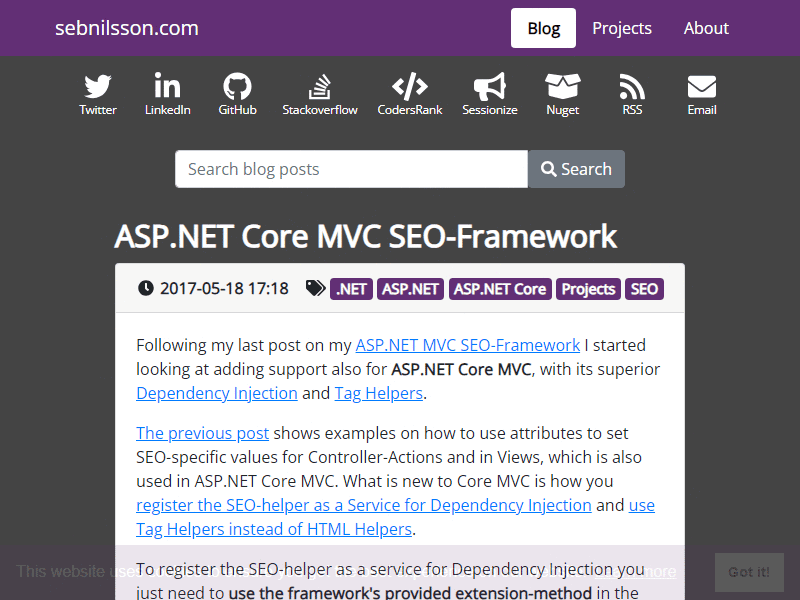 sebnilsson.com
Blog Projects About
Twitter LinkedIn GitHub Stackoverflow CodersRank Sessionize Nuget RSS Email
Search blog posts Search
ASP.NET Core MVC SEO-Framework
2017-05-18 17:18 .NET ASP.NET ASP.NET Core Projects SEO
Following my last post on my ASP.NET MVC SEO-Framework I started
looking at adding support also for ASP.NET Core MVC, with its superior
Dependency Injection and Tag Helpers.
The previous post shows examples on how to use attributes to set
SEO-specific values for Controller-Actions and in Views, which is also
used in ASP.NET Core MVC. What is new to Core MVC is how you
register the SEO-helper as a Service for Dependency Injection and use
Tag Helpers instead of HTML Helpers.
To register the SEO-helper as a service for Dependency Injection you
just need to use the framework's provided extension-method in the
This website uses
more
Got it!